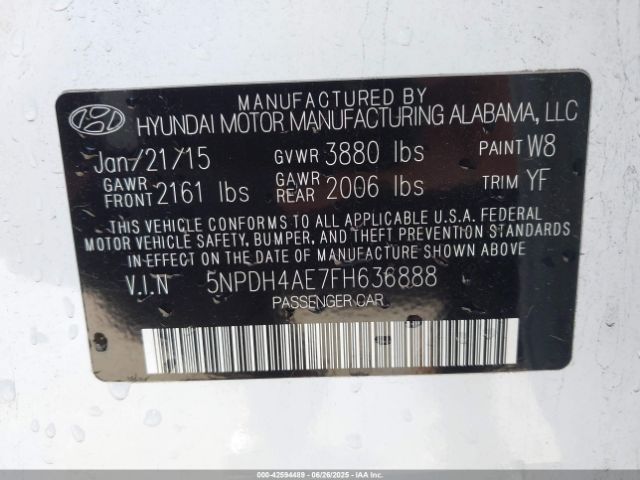 MANUFACTURED BY
HYUNDAI MOTOR MANUFACTURING ALABAMA, LLC
Jan/21/15 GVWR 3880 lbs PAINT W8
GAWR FRONT 2161 lbs GAWR REAR 2006 lbs TRIM YF
THIS VEHICLE CONFORMS TO ALL APPLICABLE U.S.A. FEDERAL
MOTOR VEHICLE SAFETY, BUMPER, AND THEFT PREVENTION STANDARDS
IN EFFECT ON THE DATE OF MANUFACTURE SHOWN ABOVE.
V.I.N 5NPDH4AE7FH636888
PASSENGER CAR
000-42594489 - 06/26/2025 - www.iaai.com